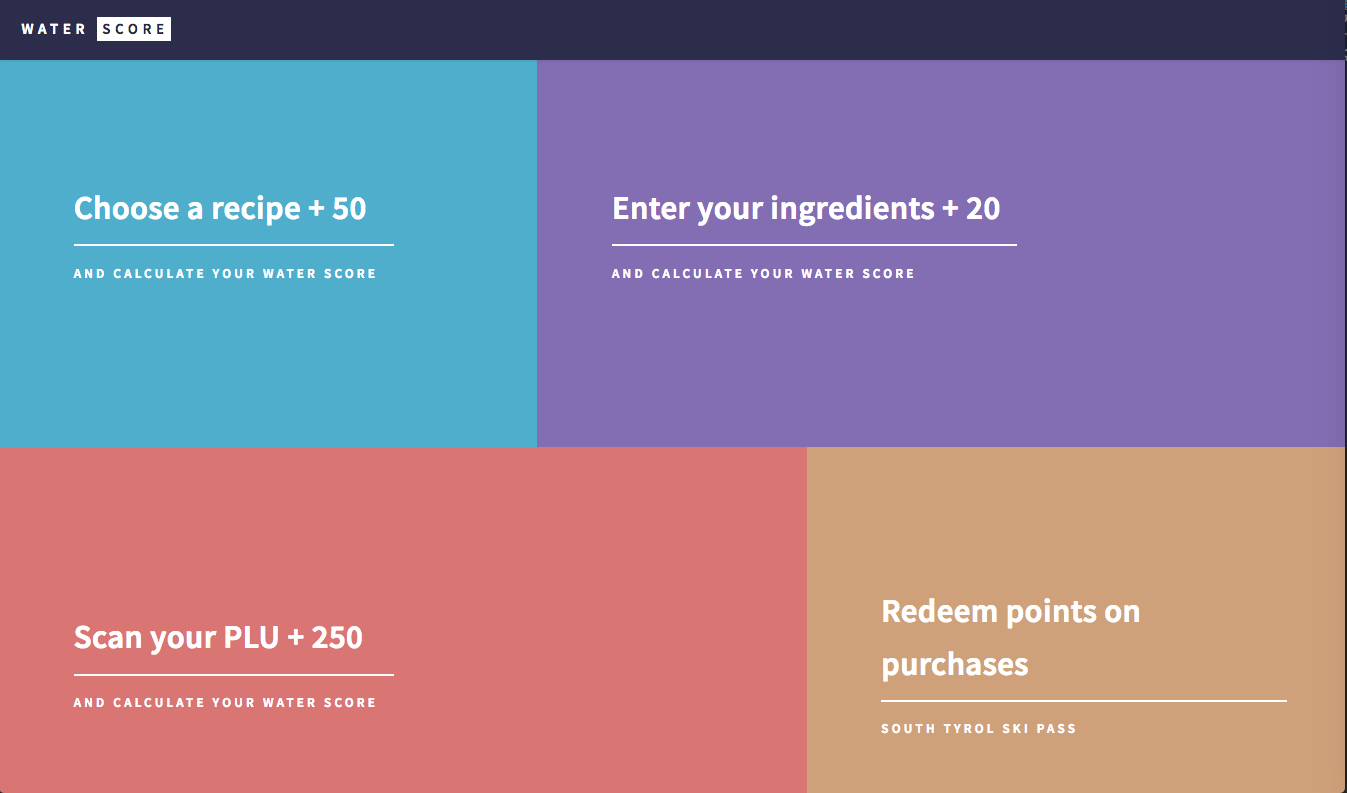 WATER SCORE
Choose a recipe + 50
AND CALCULATE YOUR WATER SCORE
Enter your ingredients + 20
AND CALCULATE YOUR WATER SCORE
Scan your PLU + 250
AND CALCULATE YOUR WATER SCORE
Redeem points on
purchases
SOUTH TYROL SKI PASS